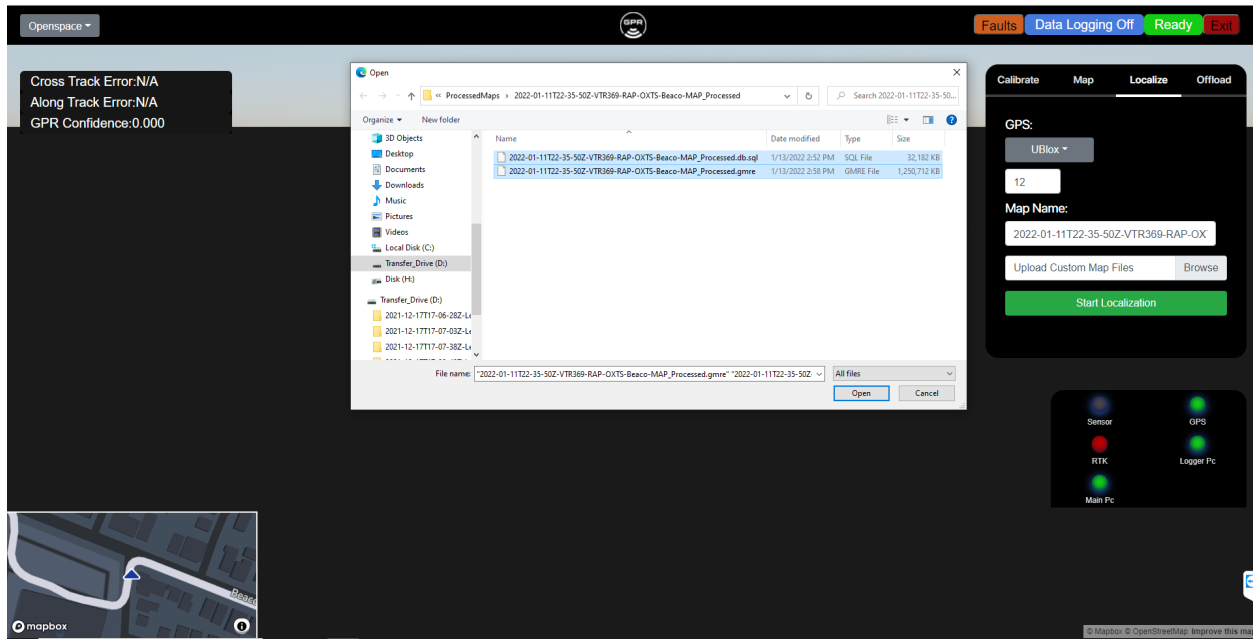 Openspace
GPR
Faults
Data Logging Off
Ready
Exit
Cross Track Error:N/A
Along Track Error:N/A
GPR Confidence:0.000
Open
« ProcessedMaps › 2022-01-11T22-35-50Z-VTR369-RAP-OXTS-Beaco-MAP_Processed
Search 2022-01-11T22-35-50...
Organize
New folder
3D Objects
Desktop
Documents
Downloads
Music
Pictures
Videos
Local Disk (C:)
Transfer_Drive (D:)
Disk (H:)
Transfer_Drive (D:)
2021-12-17T17-06-28Z-Le
2021-12-17T17-07-03Z-Le
2021-12-17T17-07-38Z-Le
Name Date modified Type Size
2022-01-11T22-35-50Z-VTR369-RAP-OXTS-Beaco-MAP_Processed.db.sql 1/13/2022 2:52 PM SQL File 32,182 KB
2022-01-11T22-35-50Z-VTR369-RAP-OXTS-Beaco-MAP_Processed.gmre 1/13/2022 2:58 PM GMRE File 1,250,712 KB
File name: "2022-01-11T22-35-50Z-VTR369-RAP-OXTS-Beaco-MAP_Processed.gmre" "2022-01-11T22-35-50Z-
All files
Open
Cancel
Calibrate Map Localize Offload
GPS:
UBlox
12
Map Name:
2022-01-11T22-35-50Z-VTR369-RAP-OX
Upload Custom Map Files Browse
Start Localization
Sensor GPS
RTK Logger Pc
Main Pc
Beaco
mapbox
© Mapbox © OpenStreetMap Improve this ma